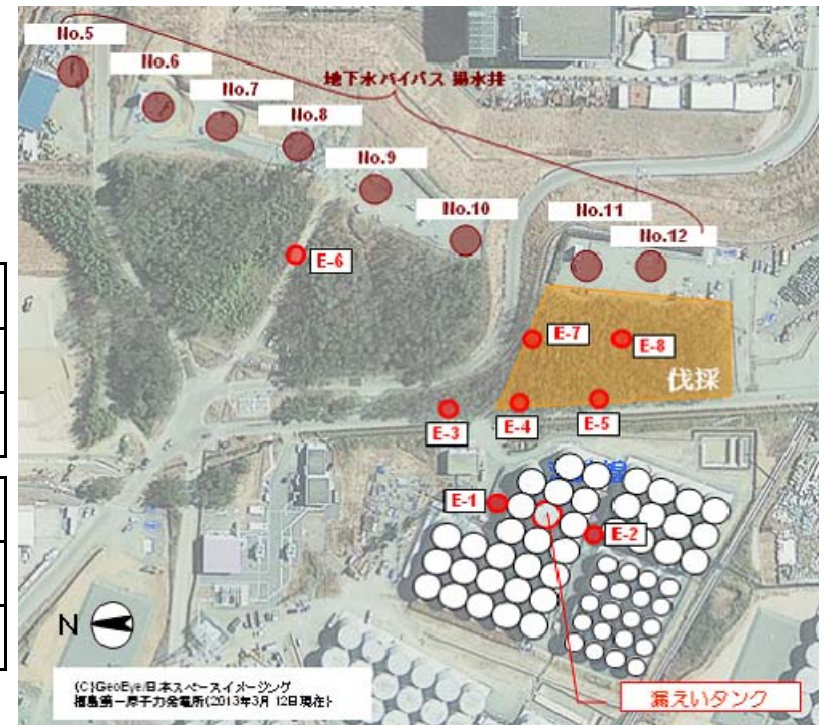 No.5
No.6
No.7
地下水バイパス 揚水井
No.8
No.9
No.10
No.11
No.12
E-6
E-7
E-8
伐採
E-3
E-4
E-5
E-1
E-2
N
(C)GeoEye/日本スペースイメージング
福島第一原子力発電所(2013年3月12日現在)
漏えいタンク